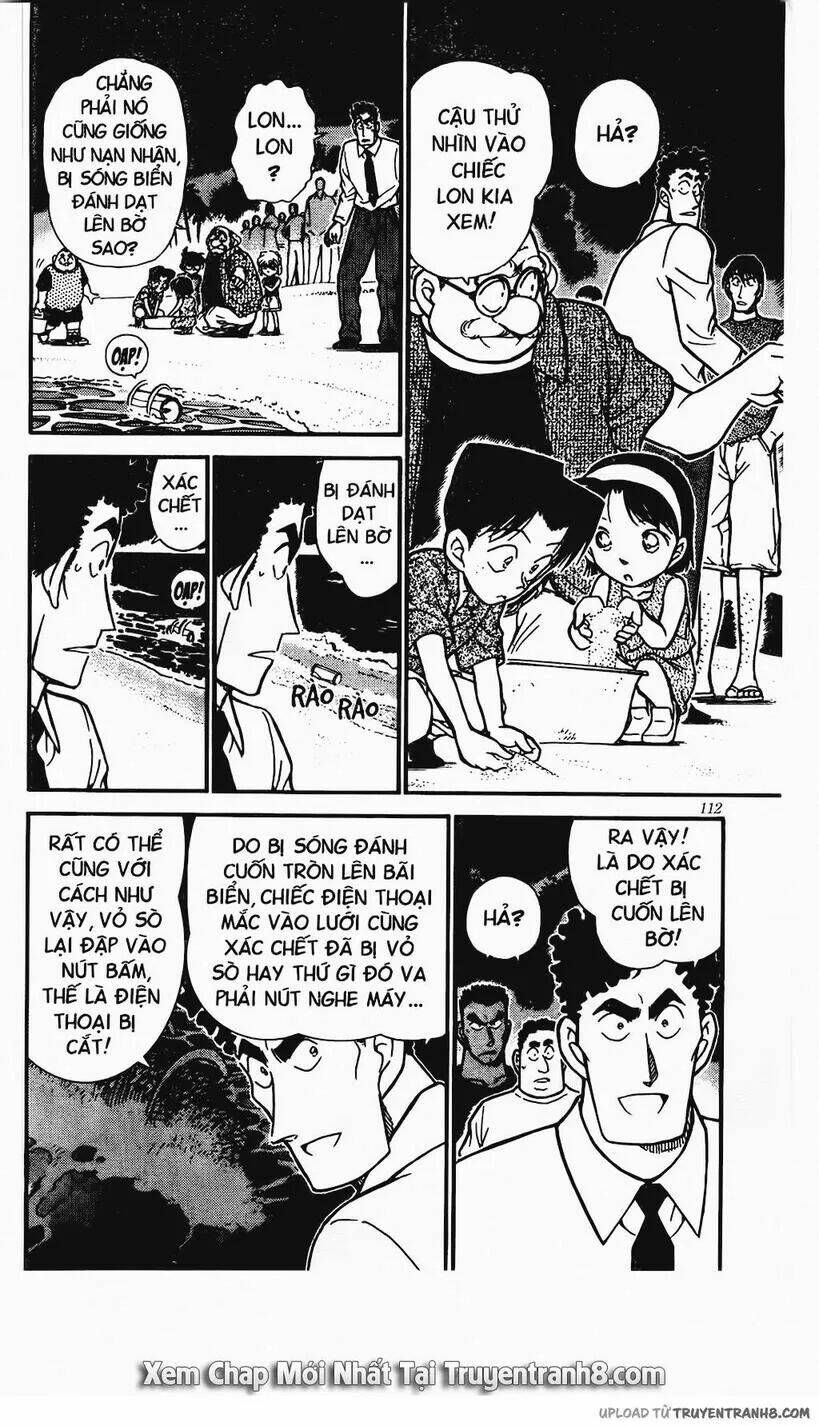 HẢ?
CẬU THỬ
NHÌN VÀO
CHIẾC
LON KIA
XEM!
LON...
LON
?
CHẲNG
PHẢI NÓ
CŨNG GIỐNG
NHƯ NẠN NHÂN,
BỊ SÓNG BIỂN
ĐÁNH DẠT
LÊN BỜ
SAO?
OẠP!
BỊ ĐÁNH
DẠT
LÊN BỜ
...
RÀO RÀO
XÁC
CHẾT
...
OẠP!
112
RA VẬY!
LÀ DO XÁC
CHẾT BỊ
CUỐN LÊN
BỜ!
HẢ?
DO BỊ SÓNG ĐÁNH
CUỐN TRÒN LÊN BÃI
BIỂN, CHIẾC ĐIỆN THOẠI
MẮC VÀO LƯỚI CÙNG
XÁC CHẾT ĐÃ BỊ VỎ
SÒ HAY THỨ GÌ ĐÓ VA
PHẢI NÚT NGHE MÁY...
RẤT CÓ THỂ
CŨNG VỚI
CÁCH NHƯ
VẬY, VỎ SÒ
LẠI ĐẬP VÀO
NÚT BẤM,
THẾ LÀ ĐIỆN
THOẠI BỊ
CẮT!
Xem Chap Mới Nhất Tại Truyentranh8.com
UPLOAD TỪ TRUYENTRANH8.COM